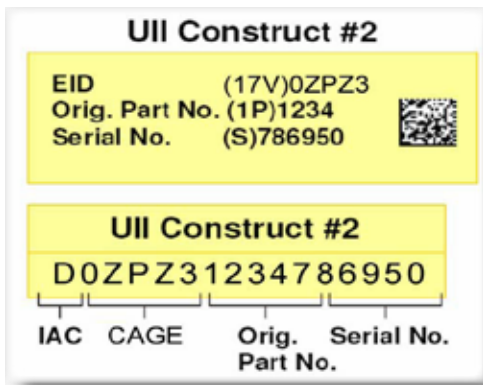 UII Construct #2
EID (17V)0ZPZ3
Orig. Part No. (1P)1234
Serial No. (S)786950
UII Construct #2
D0ZPZ31234786950
IAC CAGE Orig. Part No. Serial No.